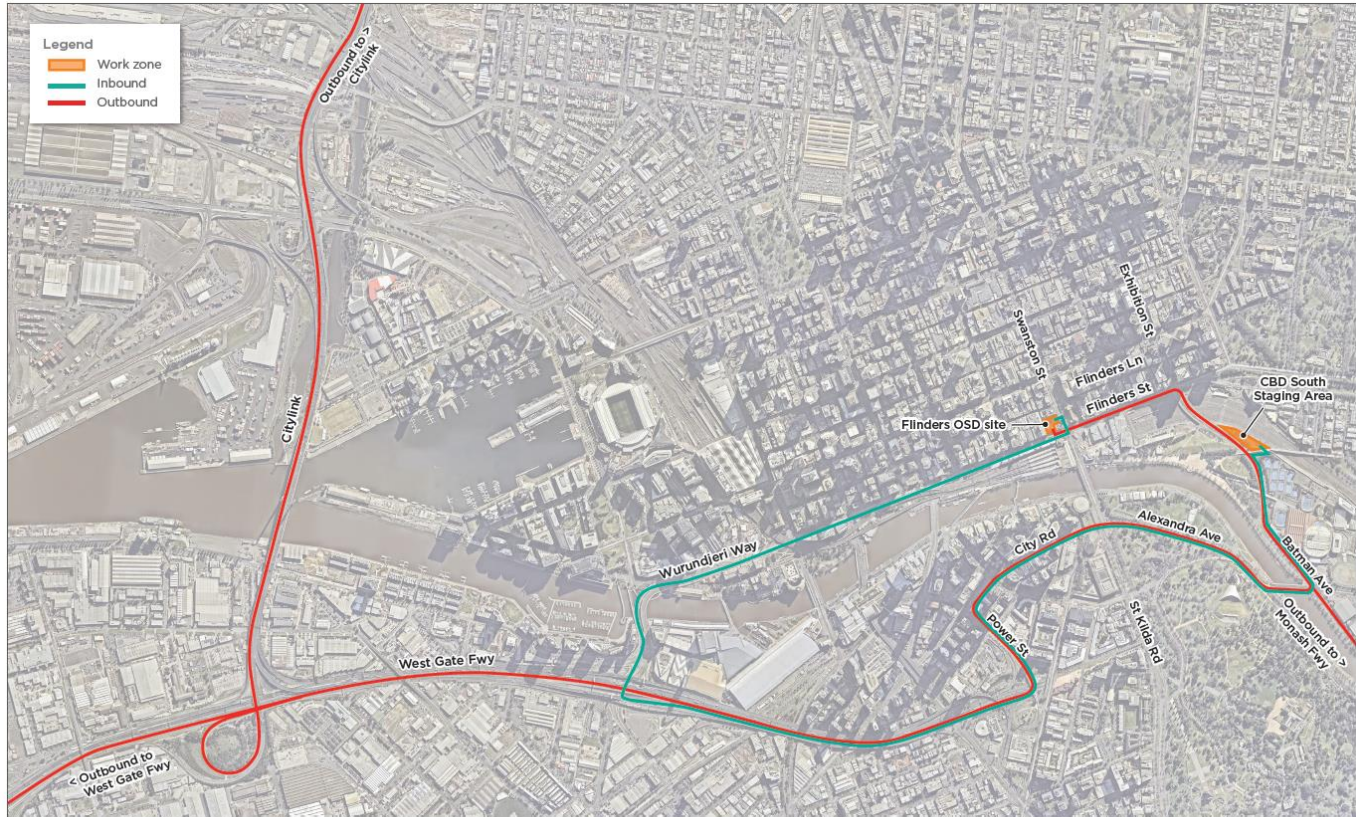 Legend
Work zone
Inbound
Outbound
Outbound to >
Citylink
Citylink
Exhibition St
Swanston St
Flinders Ln
Flinders St
CBD South
Staging Area
Flinders OSD site
Wurundjeri Way
City Rd
Alexandra Ave
Batman Ave
Power St
St Kilda Rd
Outbound to >
Monash Fwy
West Gate Fwy
< Outbound to
West Gate Fwy